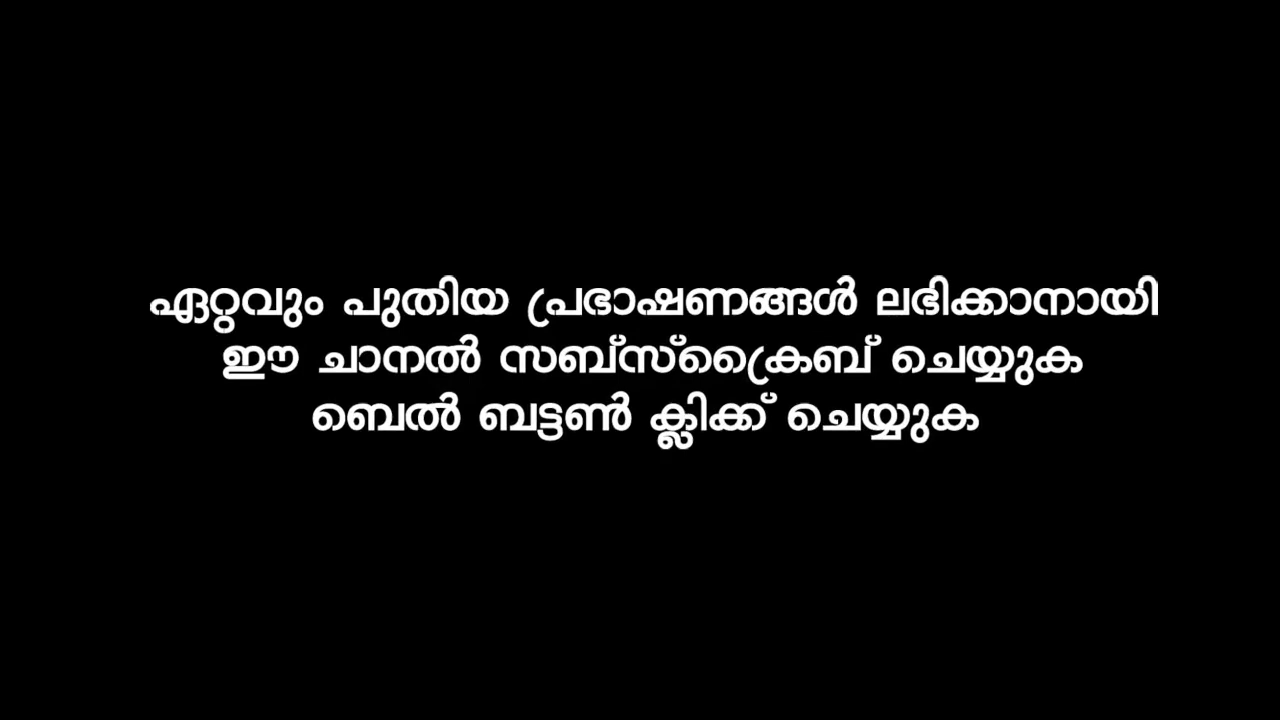 ഏറ്റവും പുതിയ പ്രഭാഷണങ്ങൾ ലഭിക്കാനായി
ഈ ചാനൽ സബ്സ്ക്രൈബ് ചെയ്യുക
ബെൽ ബട്ടൺ ക്ലിക്ക് ചെയ്യുക